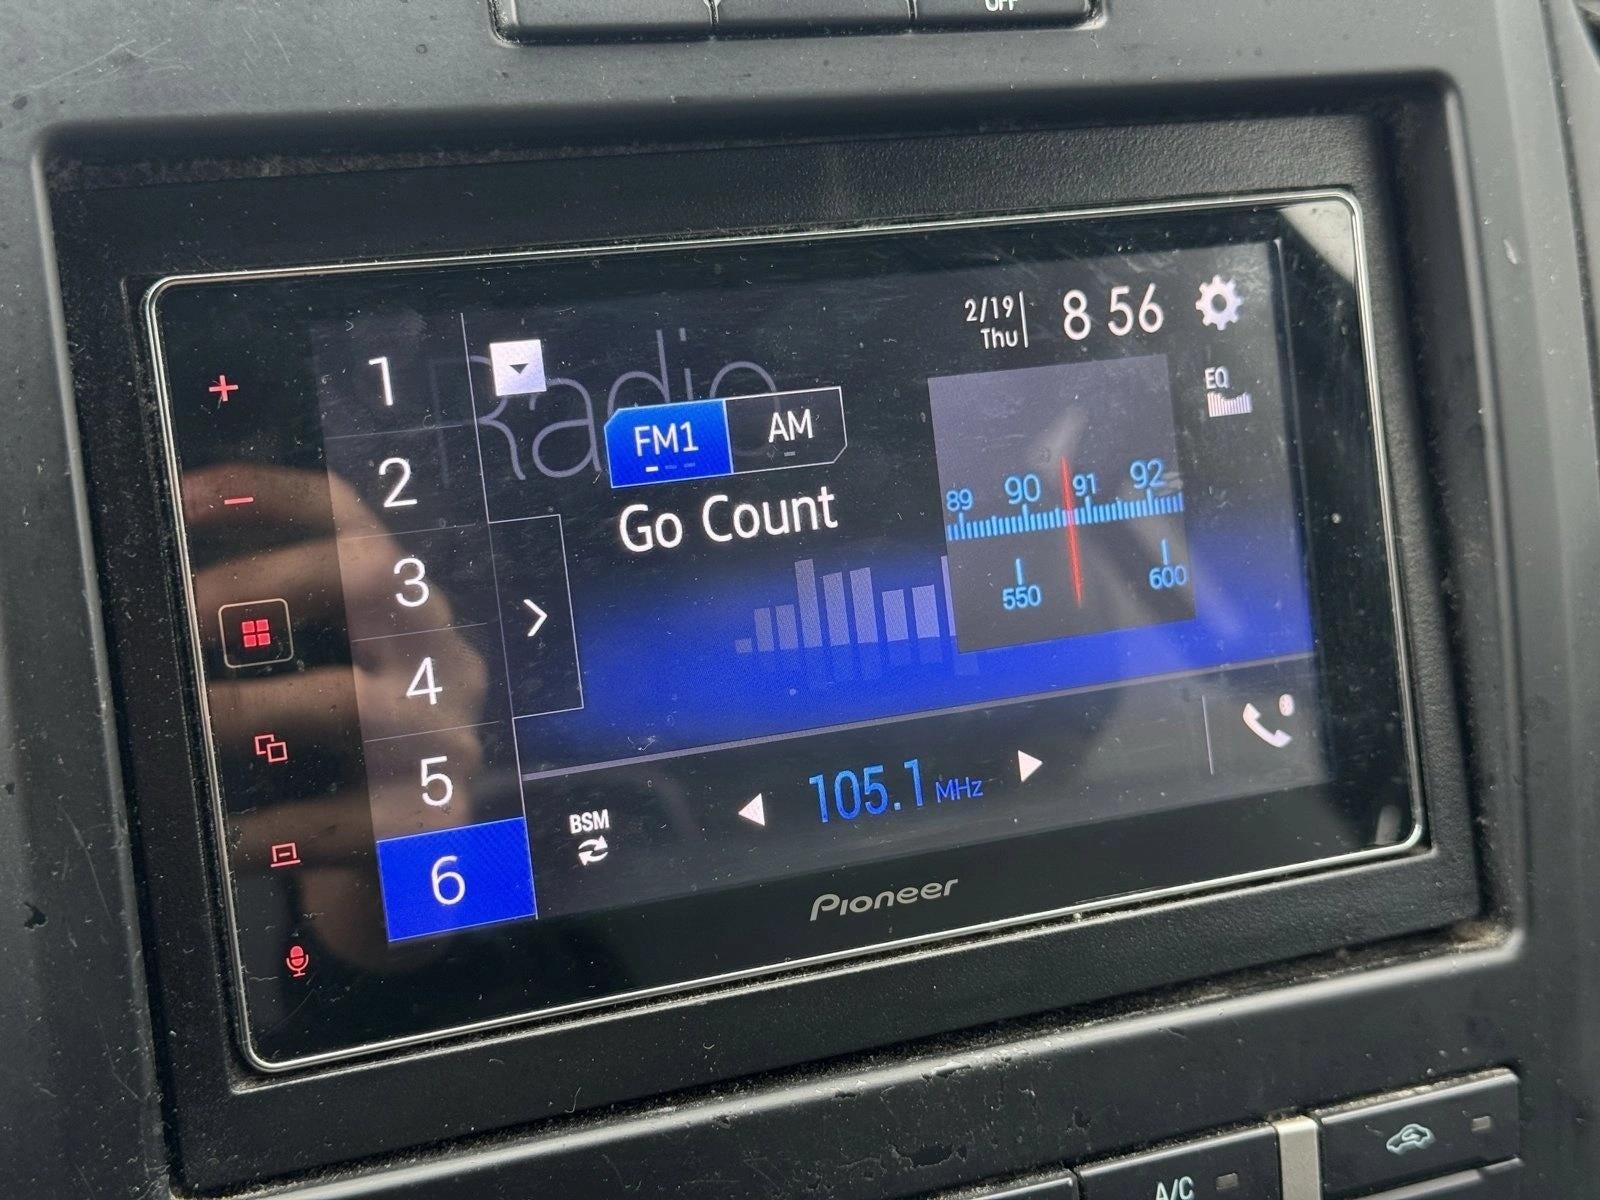 OFF
2/19
Thu
8 56
Radio
EQ
1
2
3
4
5
6
FM1
AM
Go Count
89 90 91 92
550 600
BSM
105.1 MHz
Pioneer
A/C